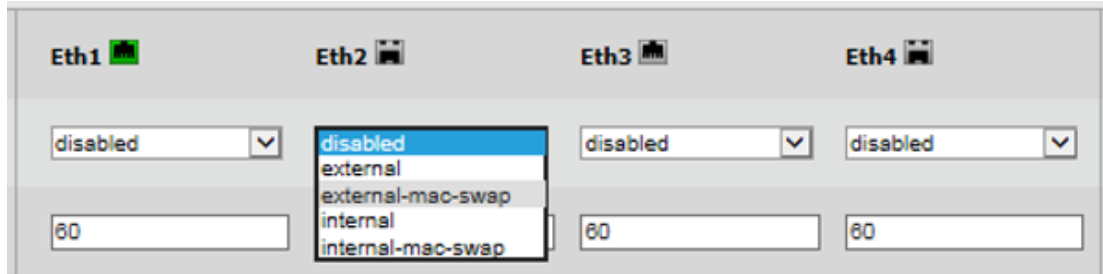 Eth1 Eth2 Eth3 Eth4
disabled disabled disabled disabled
external
external-mac-swap
internal
60 60 60
internal-mac-swap